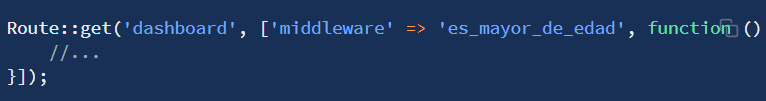 Route::get('dashboard', ['middleware' => 'es_mayor_de_edad', function ()
    //...
}]);